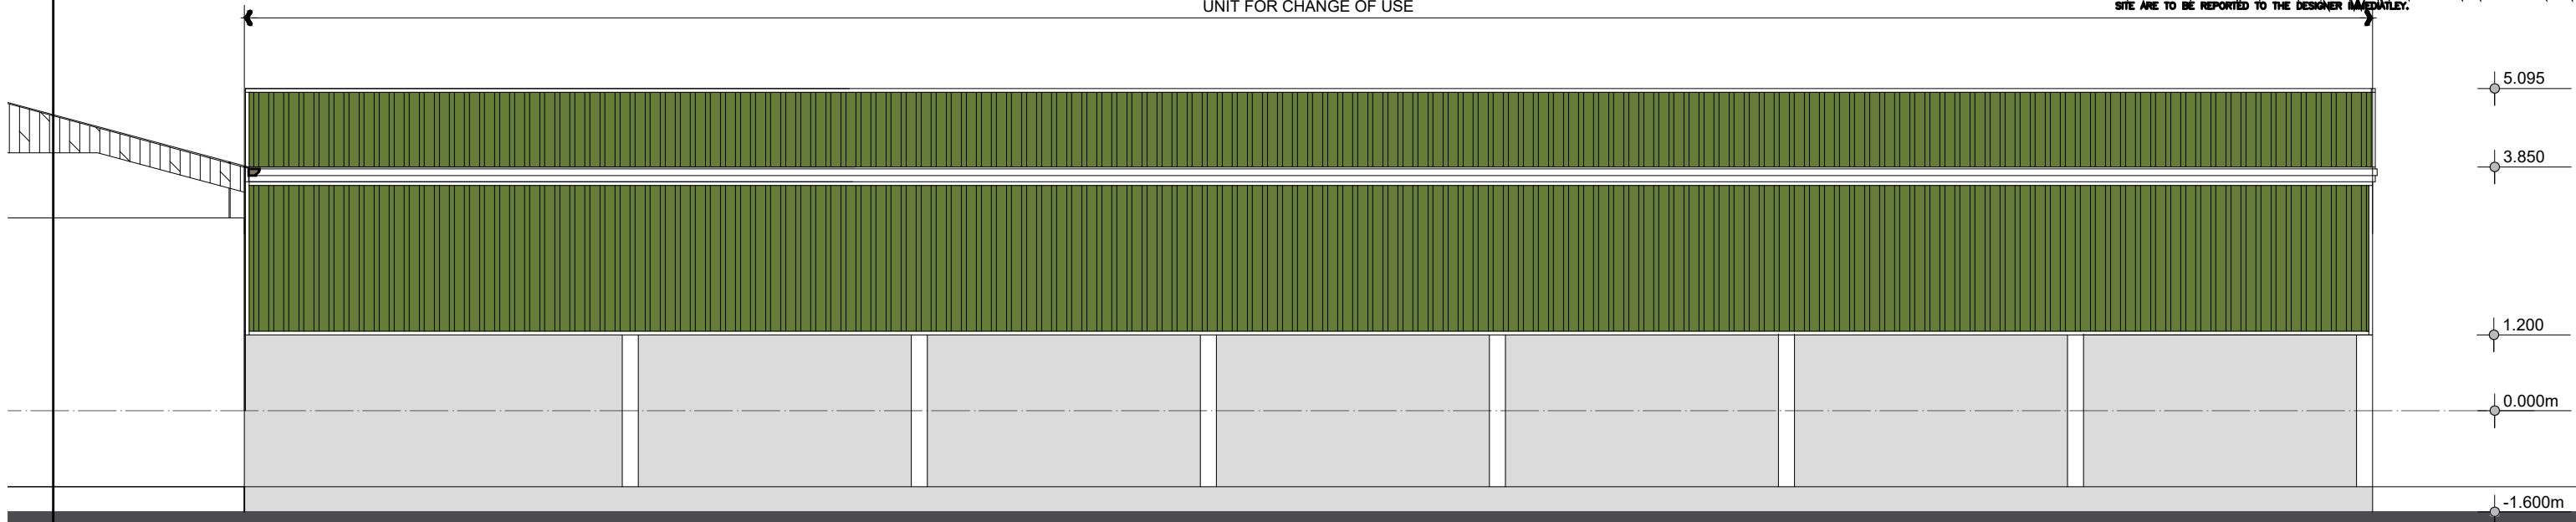 UNIT FOR CHANGE OF USE
SITE ARE TO BE REPORTED TO THE DESIGNER IMMEDIATLEY.
5.095
3.850
1.200
0.000m
-1.600m